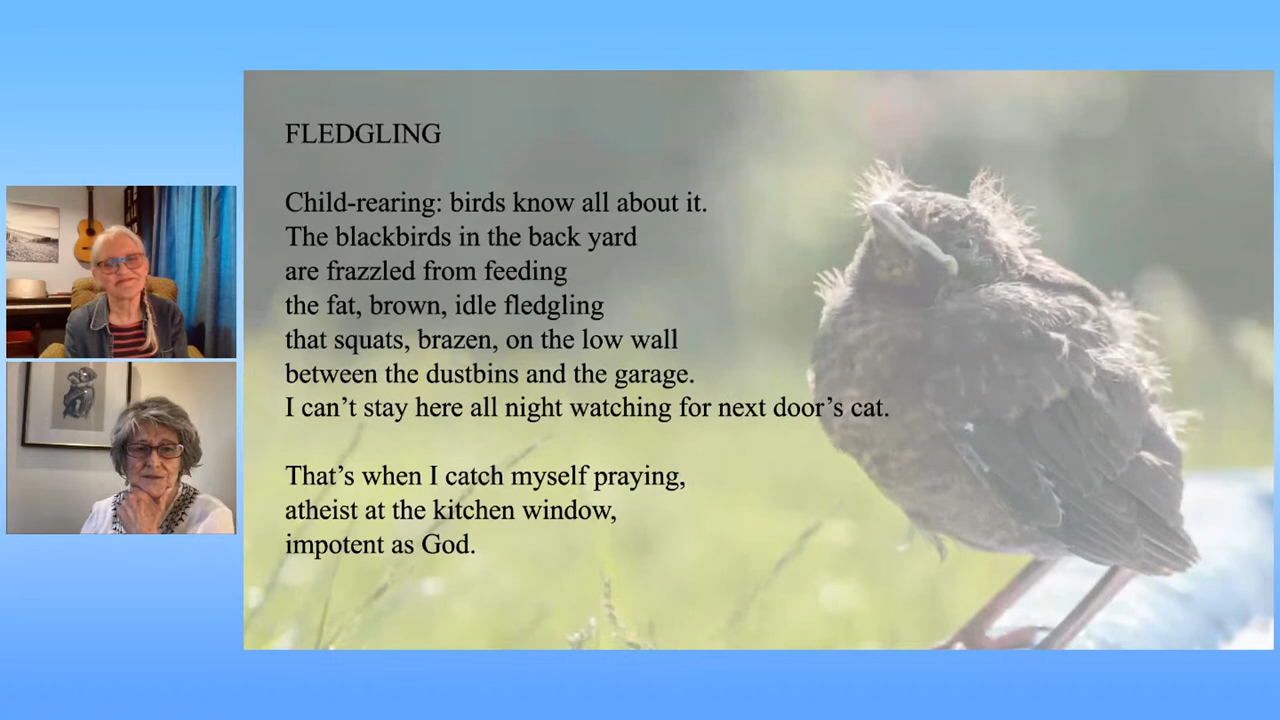 FLEDGLING
Child-rearing: birds know all about it.
The blackbirds in the back yard
are frazzled from feeding
the fat, brown, idle fledgling
that squats, brazen, on the low wall
between the dustbins and the garage.
I can’t stay here all night watching for next door’s cat.
That’s when I catch myself praying,
atheist at the kitchen window,
impotent as God.